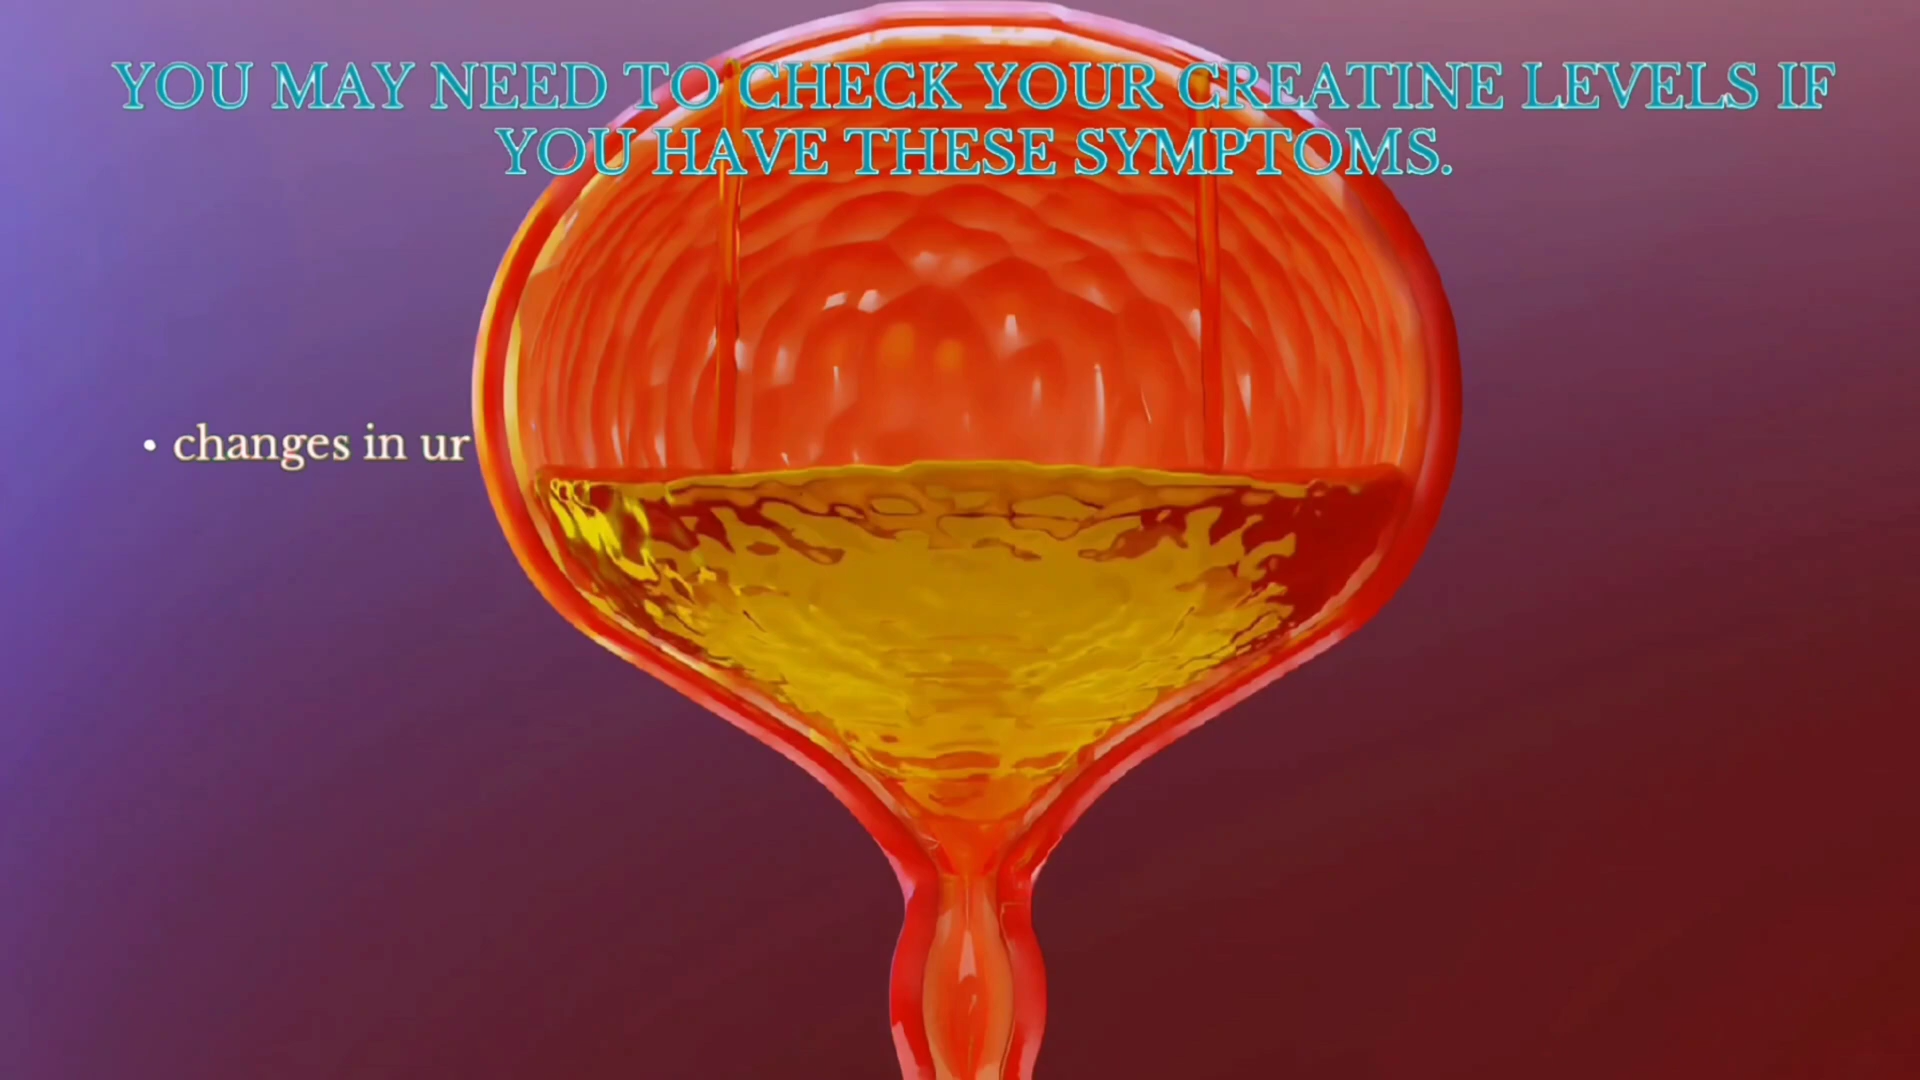 YOU MAY NEED TO CHECK YOUR CREATINE LEVELS IF
YOU HAVE THESE SYMPTOMS.
• changes in ur